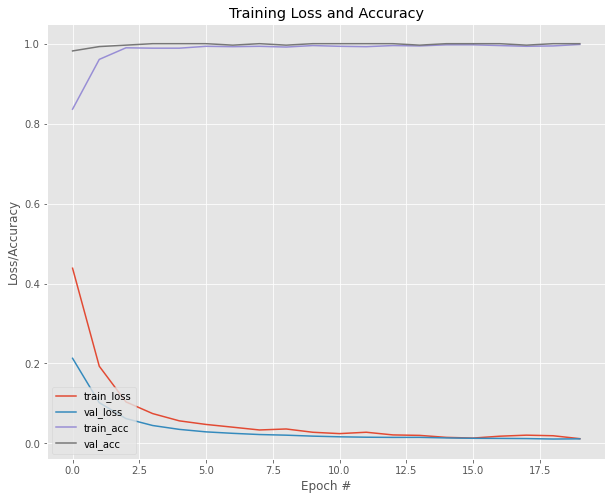 Training Loss and Accuracy
Loss/Accuracy
1.0
0.8
0.6
0.4
0.2
0.0
train_loss
val_loss
train_acc
val_acc
0.0 2.5 5.0 7.5 10.0 12.5 15.0 17.5
Epoch #